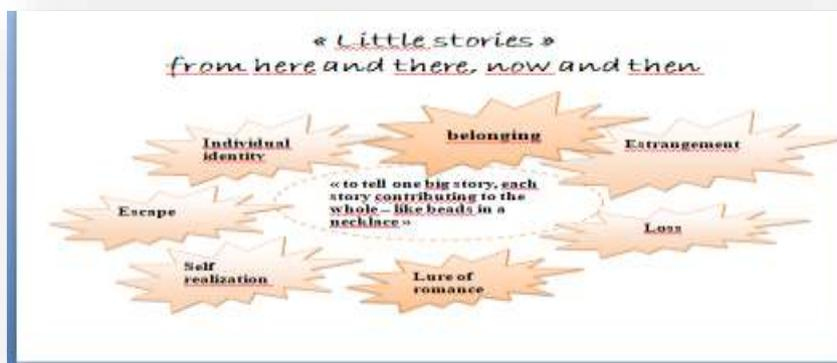 « Little stories »
from here and there, now and then
Individual
identity
belonging
Estrangement
« to tell one big story, each
story contributing to the
whole – like beads in a
necklace »
Escape
Loss
Self
realization
Lure of
romance